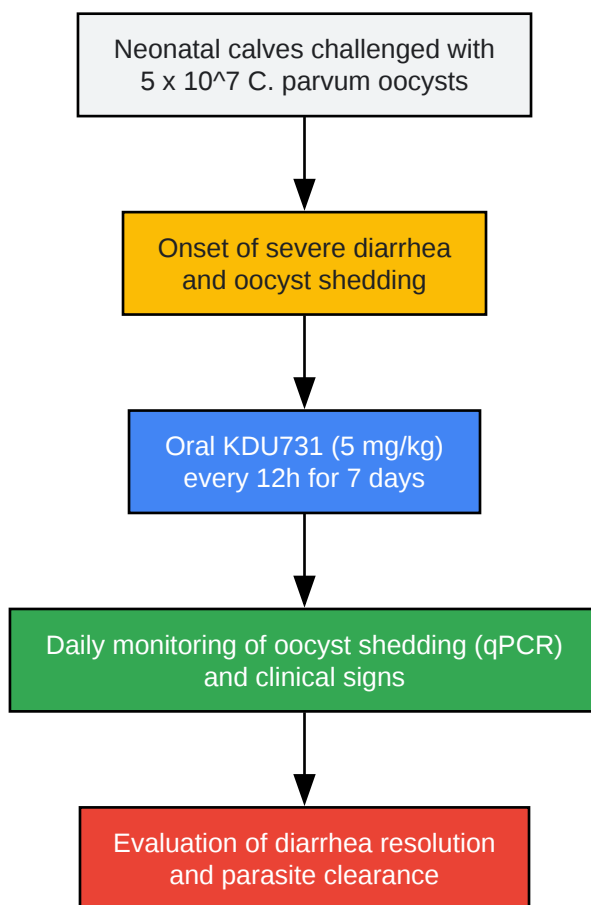 Neonatal calves challenged with
5 x 10^7 C. parvum oocysts
Onset of severe diarrhea
and oocyst shedding
Oral KDU731 (5 mg/kg)
every 12h for 7 days
Daily monitoring of oocyst shedding (qPCR)
and clinical signs
Evaluation of diarrhea resolution
and parasite clearance